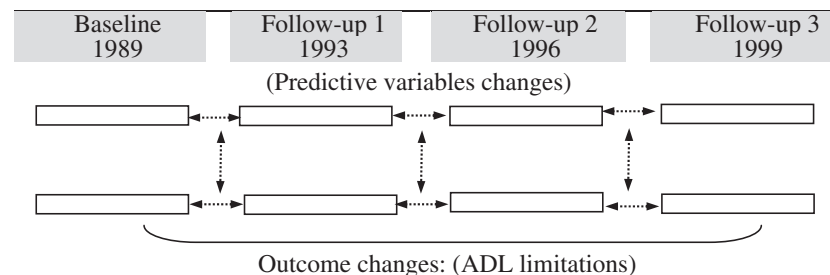 Baseline Follow-up 1 Follow-up 2 Follow-up 3
1989 1993 1996 1999
(Predictive variables changes)
Outcome changes: (ADL limitations)